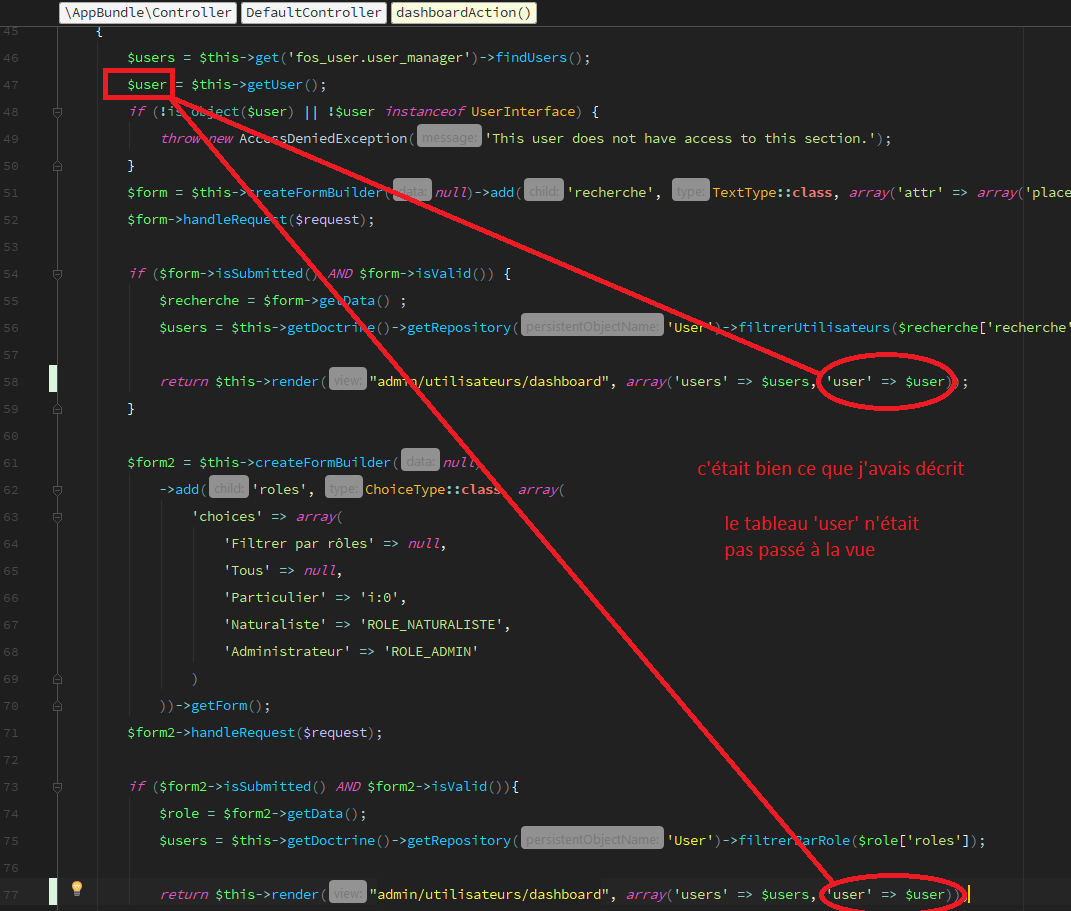 \AppBundle\Controller DefaultController dashboardAction()
45 {
46 $users = $this->get('fos_user.user_manager')->findUsers();
47 $user = $this->getUser();
48 if (!is_object($user) || !$user instanceof UserInterface) {
49 throw new AccessDeniedException( message: 'This user does not have access to this section.');
50 }
51 $form = $this->createFormBuilder( data: null)->add( child: 'recherche', type: TextType::class, array('attr' => array('place
52 $form->handleRequest($request);
53
54 if ($form->isSubmitted() AND $form->isValid()) {
55 $recherche = $form->getData() ;
56 $users = $this->getDoctrine()->getRepository( persistentObjectName: 'User')->filtrerUtilisateurs($recherche['recherche'
57
58 return $this->render( view: "admin/utilisateurs/dashboard", array('users' => $users, 'user' => $user));
59 }
60
61 $form2 = $this->createFormBuilder( data: null)
c'était bien ce que j'avais décrit
62 ->add( child: 'roles', type: ChoiceType::class, array(
63 'choices' => array(
le tableau 'user' n'était
pas passé à la vue
64 'Filtrer par rôles' => null,
65 'Tous' => null,
66 'Particulier' => 'i:0',
67 'Naturaliste' => 'ROLE_NATURALISTE',
68 'Administrateur' => 'ROLE_ADMIN'
69 )
70 ))->getForm();
71 $form2->handleRequest($request);
72
73 if ($form2->isSubmitted() AND $form2->isValid()){
74 $role = $form2->getData();
75 $users = $this->getDoctrine()->getRepository( persistentObjectName: 'User')->filtrerParRole($role['roles']);
76
77 return $this->render( view: "admin/utilisateurs/dashboard", array('users' => $users, 'user' => $user))